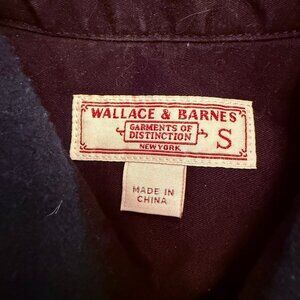 WALLACE & BARNES
GARMENTS OF
DISTINCTION
NEW YORK
S
MADE IN
CHINA